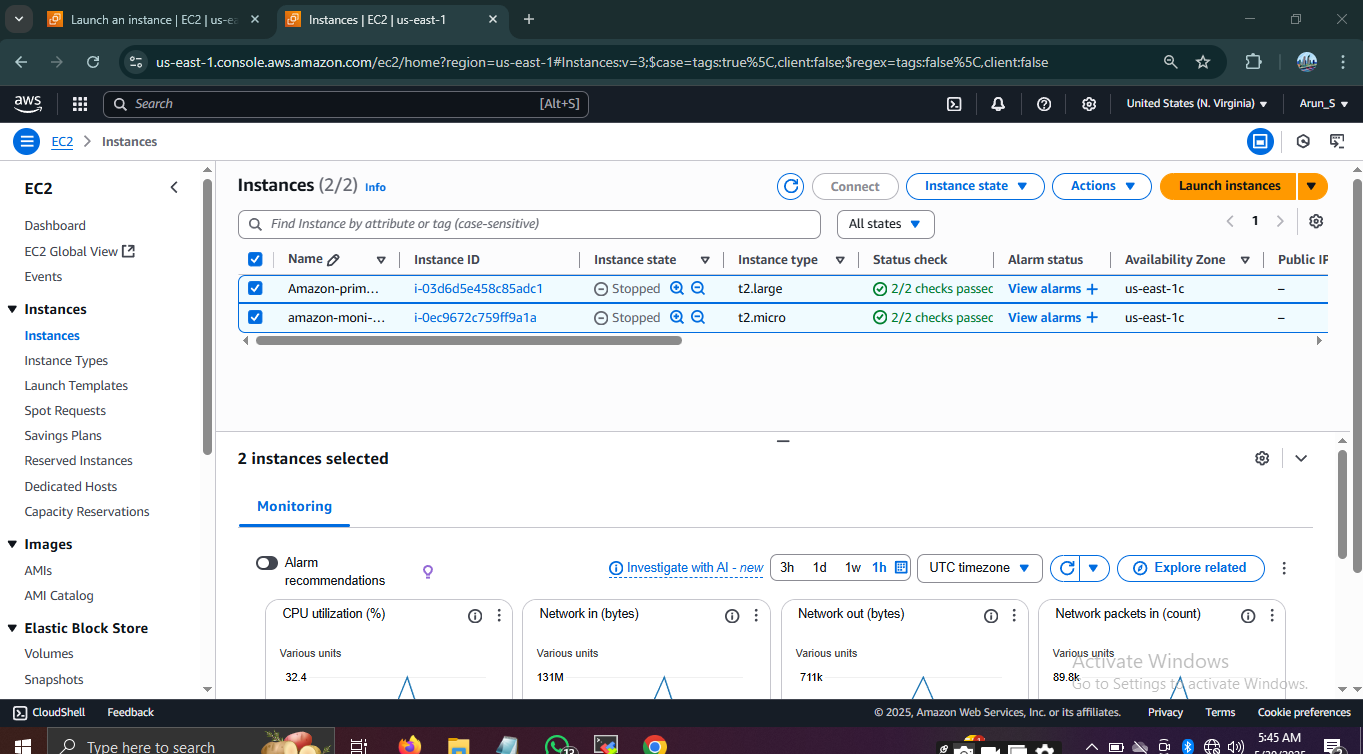 Launch an instance | EC2 | us-ea
Instances | EC2 | us-east-1
us-east-1.console.aws.amazon.com/ec2/home?region=us-east-1#Instances:v=3;$case=tags:true%5C,client:false;$regex=tags:false%5C,client:false
aws Search [Alt+S] United States (N. Virginia) Arun_S
EC2 Instances
EC2
Dashboard
EC2 Global View
Events
Instances
Instances
Instance Types
Launch Templates
Spot Requests
Savings Plans
Reserved Instances
Dedicated Hosts
Capacity Reservations
Images
AMIs
AMI Catalog
Elastic Block Store
Volumes
Snapshots
Instances (2/2) Info Connect Instance state Actions Launch instances
Find Instance by attribute or tag (case-sensitive) All states 1
Name Instance ID Instance state Instance type Status check Alarm status Availability Zone Public IP
Amazon-prim... i-03d6d5e458c85adc1 Stopped t2.large 2/2 checks passec View alarms + us-east-1c –
amazon-moni-... i-0ec9672c759ff9a1a Stopped t2.micro 2/2 checks passec View alarms + us-east-1c –
2 instances selected
Monitoring
Alarm
recommendations
Investigate with AI - new 3h 1d 1w 1h UTC timezone Explore related
CPU utilization (%) Network in (bytes) Network out (bytes) Network packets in (count)
Various units Various units Various units Various units
32.4 131M 711k 89.8k
Activate Windows
Go to Settings to activate Windows.
CloudShell Feedback © 2025, Amazon Web Services, Inc. or its affiliates. Privacy Terms Cookie preferences
Type here to search 13 5:45 AM